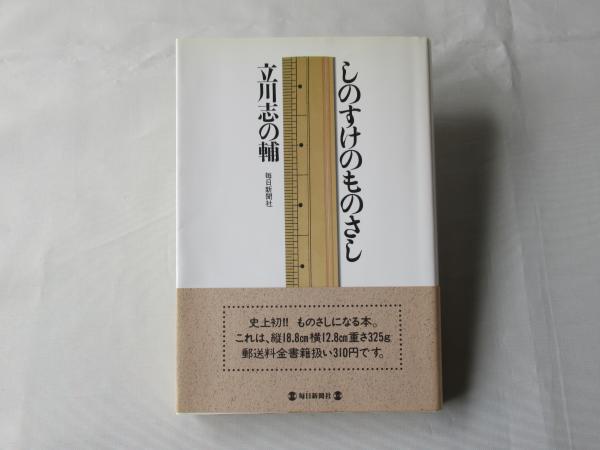 しのすけのものさし
立川志の輔
毎日新聞社
史上初!! ものさしになる本。
これは、縦18.8cm横12.8cm重さ325g
郵送料金書籍扱い310円です。
毎日新聞社